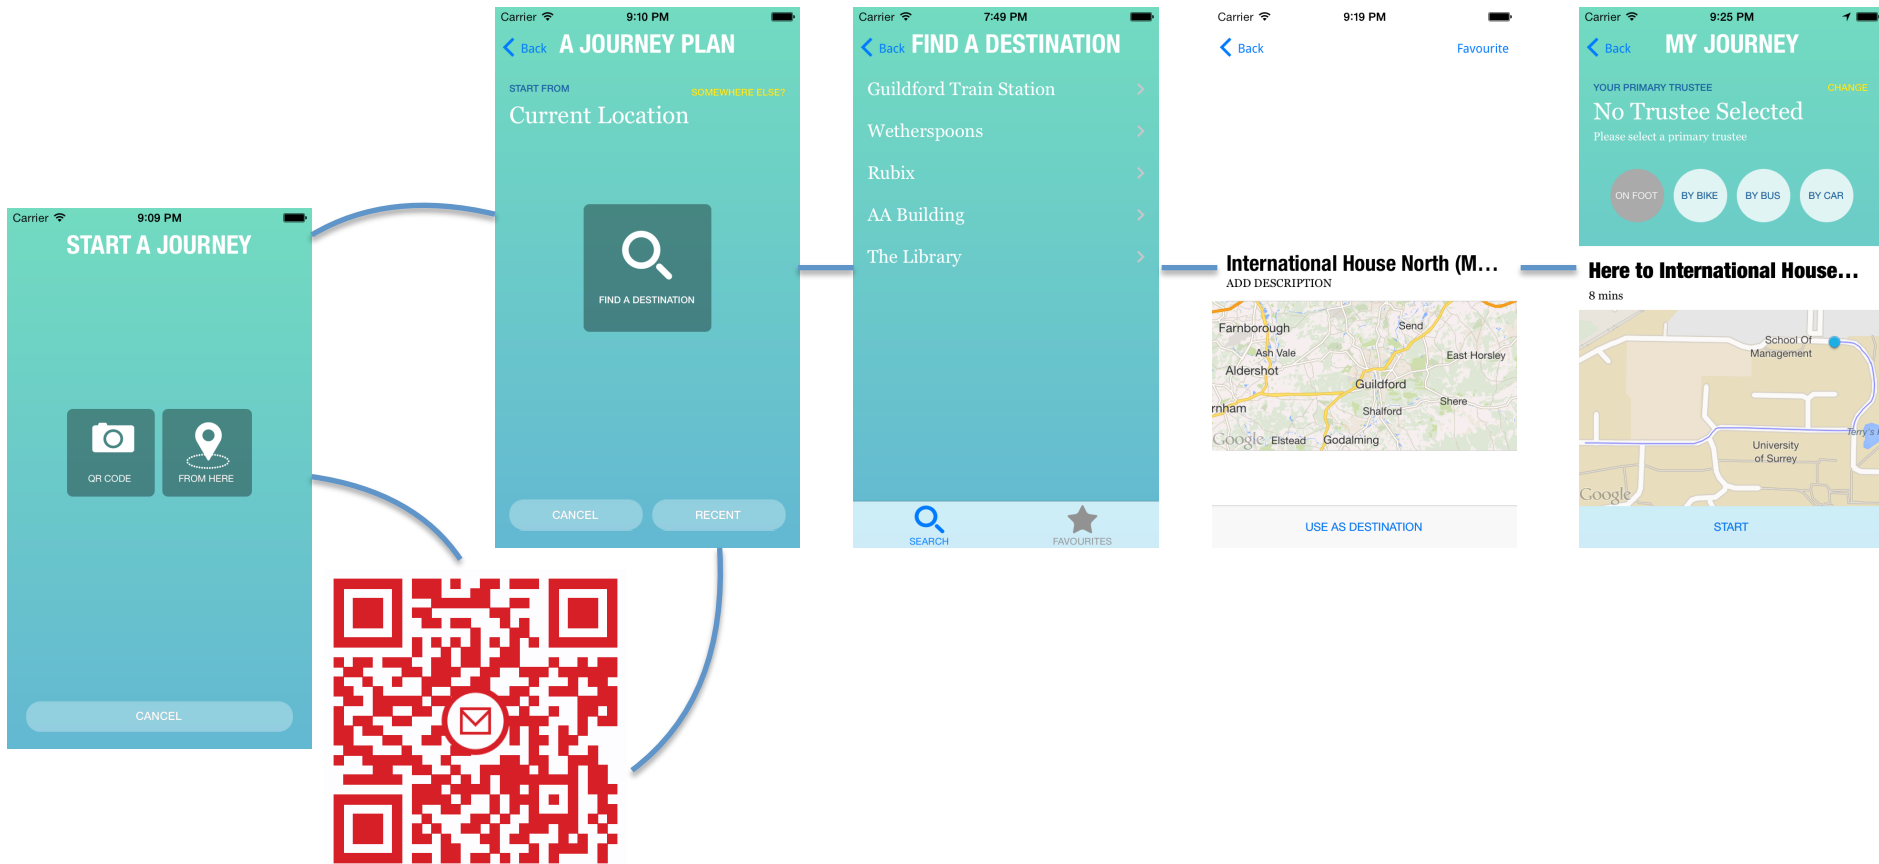 Carrier 9:09 PM
START A JOURNEY
QR CODE FROM HERE
CANCEL
Carrier 9:10 PM
Back A JOURNEY PLAN
START FROM SOMEWHERE ELSE?
Current Location
FIND A DESTINATION
CANCEL RECENT
Carrier 7:49 PM
Back FIND A DESTINATION
Guildford Train Station
Wetherspoons
Rubix
AA Building
The Library
SEARCH FAVOURITES
Carrier 9:19 PM
Back Favourite
International House North (M...
ADD DESCRIPTION
Farnborough Send
Ash Vale East Horsley
Aldershot
Guildford
rnham Shalford Shere
Google Elstead Godalming
USE AS DESTINATION
Carrier 9:25 PM
Back MY JOURNEY
YOUR PRIMARY TRUSTEE CHANGE
No Trustee Selected
Please select a primary trustee
ON FOOT BY BIKE BY BUS BY CAR
Here to International House...
8 mins
School Of
Management
Terry's
University
of Surrey
Google
START